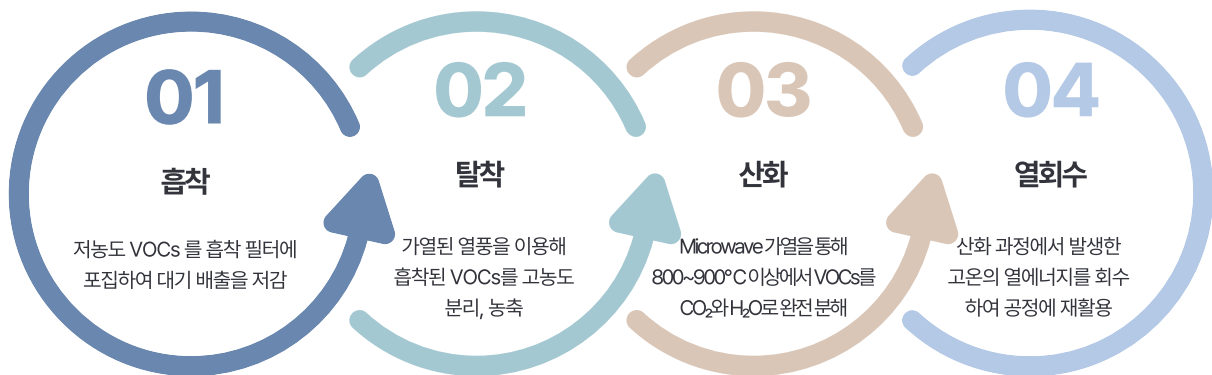 01
흡착
저농도 VOCs 를 흡착 필터에
포집하여 대기 배출을 저감
02
탈착
가열된 열풍을 이용해
흡착된 VOCs를 고농도
분리, 농축
03
산화
Microwave 가열을 통해
800~900°C 이상에서 VOCs를
CO₂와 H₂O로 완전 분해
04
열회수
산화 과정에서 발생한
고온의 열에너지를 회수
하여 공정에 재활용